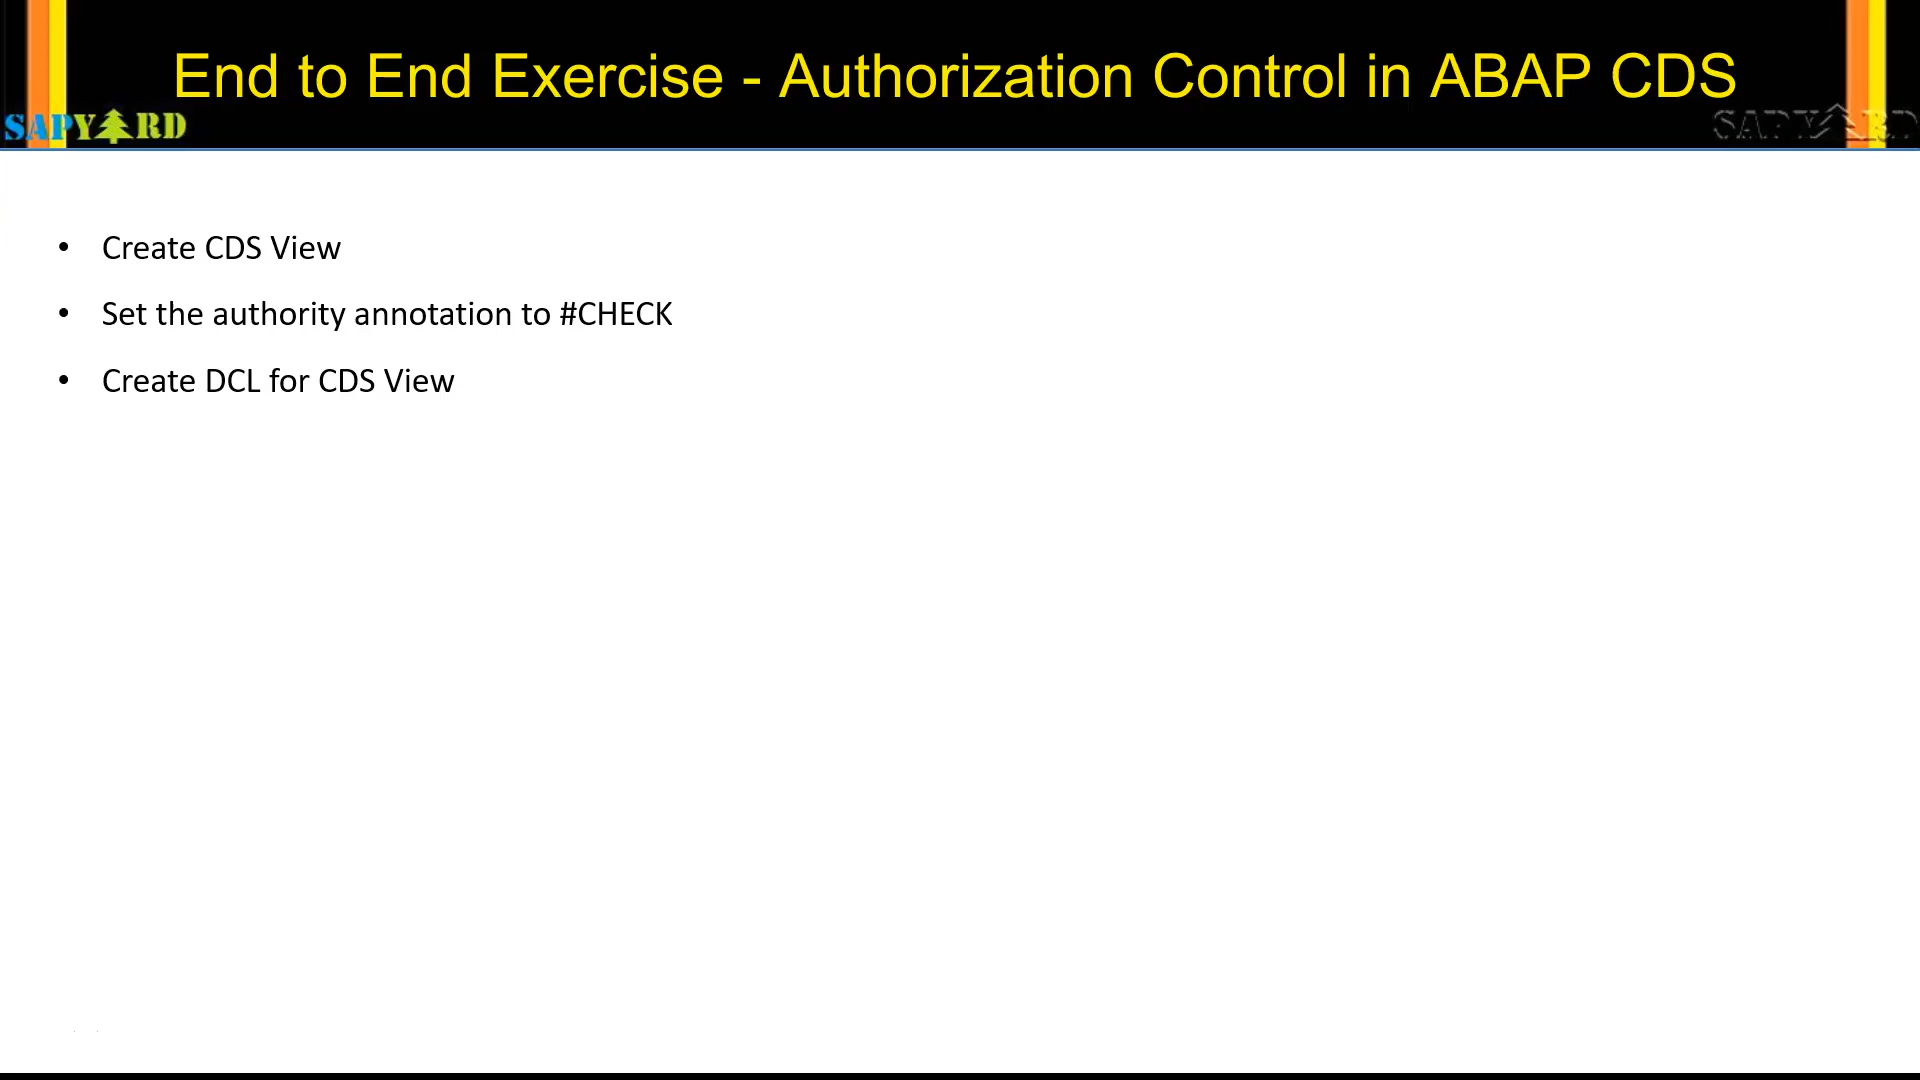 End to End Exercise - Authorization Control in ABAP CDS
SAPYARD
SAPYARD
• Create CDS View
• Set the authority annotation to #CHECK
• Create DCL for CDS View